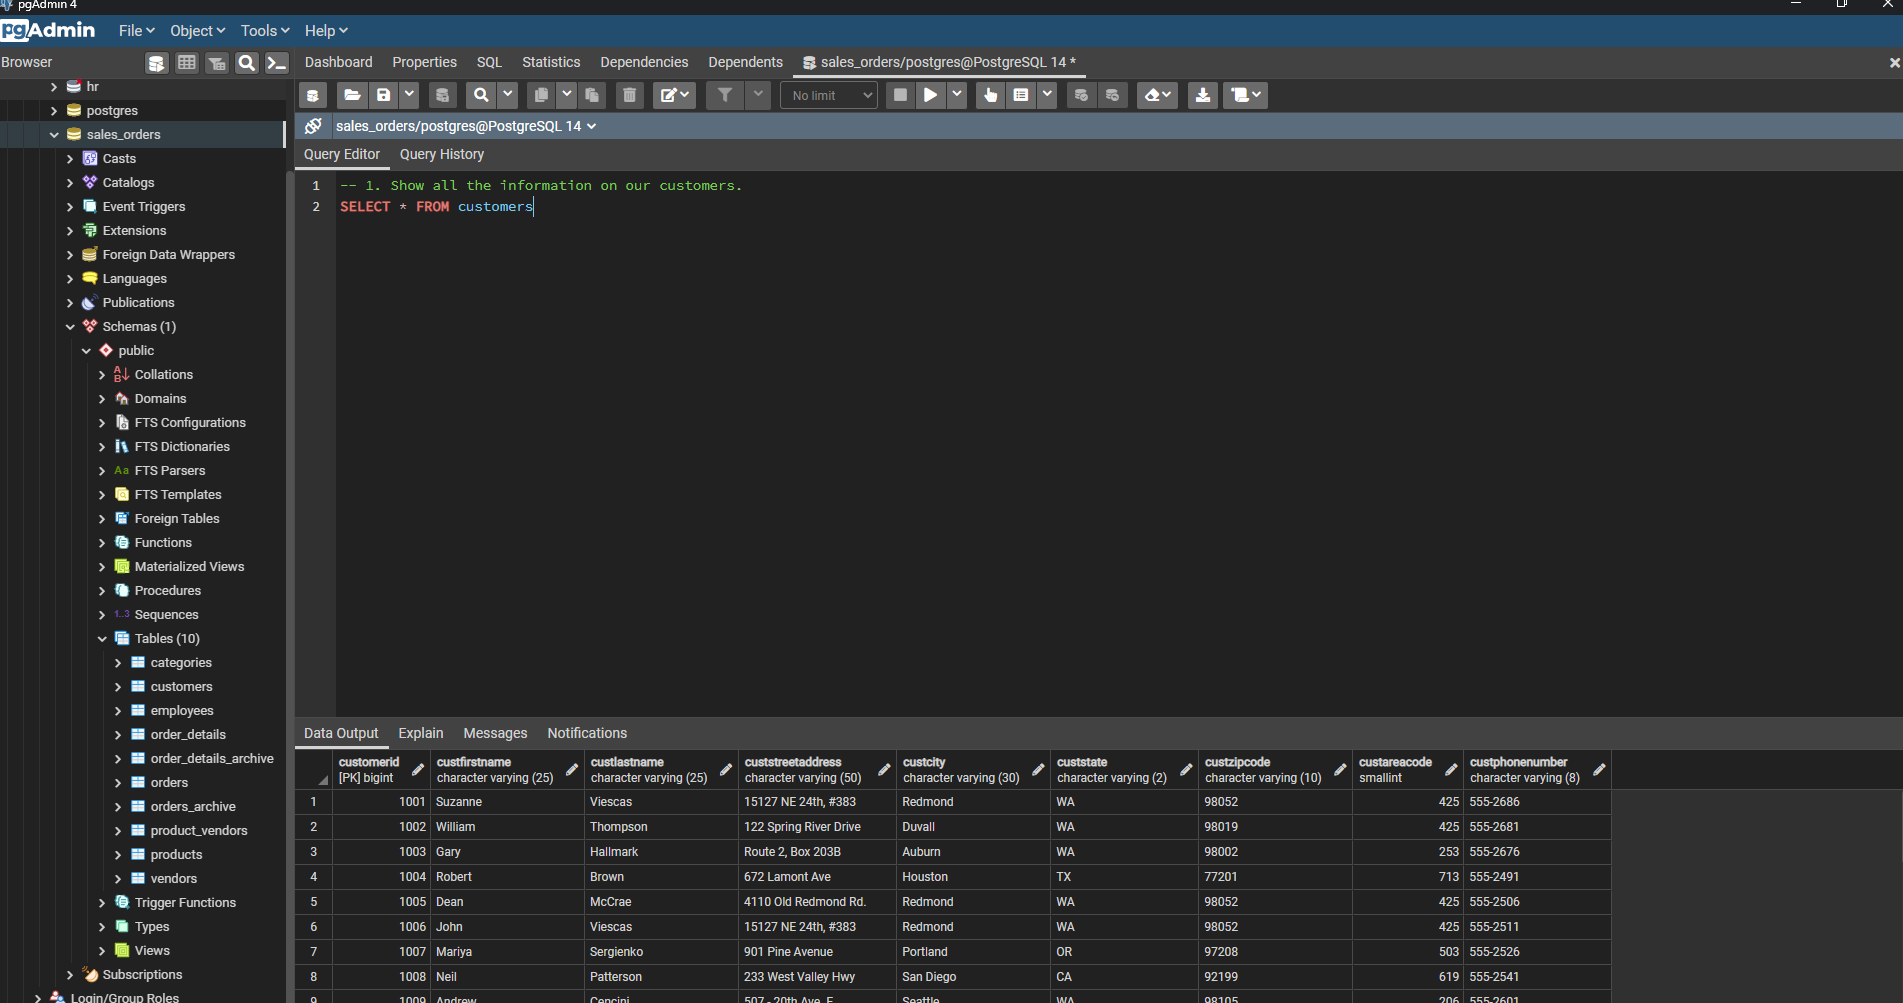 pgAdmin 4
pgAdmin File Object Tools Help
Browser
Dashboard Properties SQL Statistics Dependencies Dependents sales_orders/postgres@PostgreSQL 14 *
No limit
sales_orders/postgres@PostgreSQL 14
Query Editor Query History
1 -- 1. Show all the information on our customers.
2 SELECT * FROM customers
hr
postgres
sales_orders
Casts
Catalogs
Event Triggers
Extensions
Foreign Data Wrappers
Languages
Publications
Schemas (1)
public
Collations
Domains
FTS Configurations
FTS Dictionaries
Aa FTS Parsers
FTS Templates
Foreign Tables
Functions
Materialized Views
Procedures
1..3 Sequences
Tables (10)
categories
customers
employees
order_details
order_details_archive
orders
orders_archive
product_vendors
products
vendors
Trigger Functions
Types
Views
Subscriptions
Login/Group Roles
Data Output Explain Messages Notifications
customerid custfirstname custlastname custstreetaddress custcity custstate custzipcode custareacode custphonenumber
[PK] bigint character varying (25) character varying (25) character varying (50) character varying (30) character varying (2) character varying (10) smallint character varying (8)
1 1001 Suzanne Viescas 15127 NE 24th, #383 Redmond WA 98052 425 555-2686
2 1002 William Thompson 122 Spring River Drive Duvall WA 98019 425 555-2681
3 1003 Gary Hallmark Route 2, Box 203B Auburn WA 98002 253 555-2676
4 1004 Robert Brown 672 Lamont Ave Houston TX 77201 713 555-2491
5 1005 Dean McCrae 4110 Old Redmond Rd. Redmond WA 98052 425 555-2506
6 1006 John Viescas 15127 NE 24th, #383 Redmond WA 98052 425 555-2511
7 1007 Mariya Sergienko 901 Pine Avenue Portland OR 97208 503 555-2526
8 1008 Neil Patterson 233 West Valley Hwy San Diego CA 92199 619 555-2541
9 1009 Andrew Cencini 507 - 20th Ave. E. Seattle WA 98105 206 555-2601